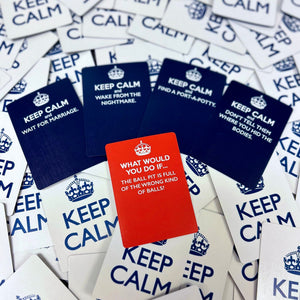 KEEP CALM
and
WAIT FOR MARRIAGE.
KEEP CALM
and
WAKE FROM THE
NIGHTMARE.
KEEP CALM
and
FIND A PORT-A-POTTY.
KEEP CALM
and
DON'T TELL THEM
WHERE YOU HID THE
BODIES.
WHAT WOULD
YOU DO IF...
THE BALL PIT IS FULL
OF THE WRONG KIND
OF BALLS?
KEEP
CALM
KEEP
CALM
KEEP
CALM
KEEP
CALM
KEEP
CALM